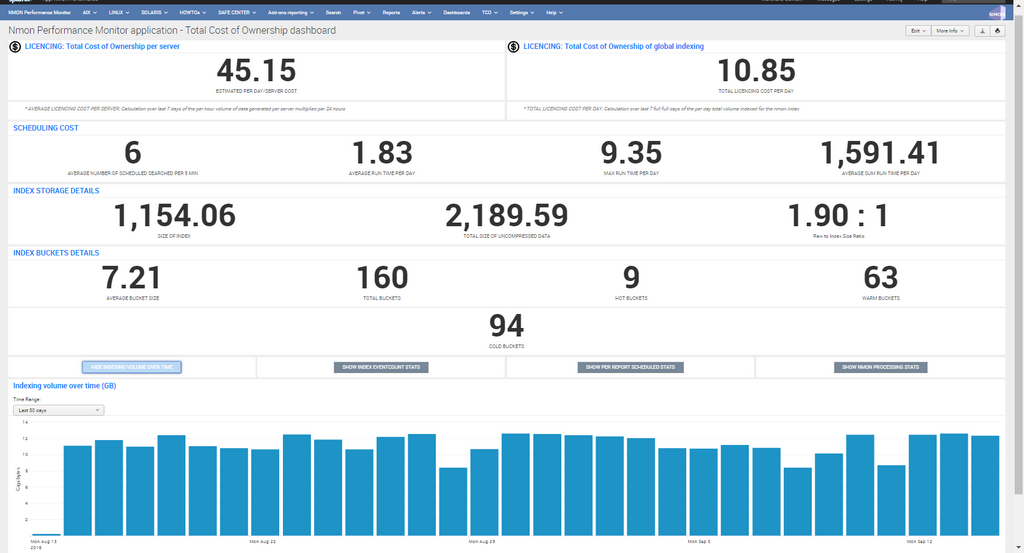 Nmon Performance Monitor AIX LINUX SOLARIS HOWTOs SAFE CENTER Add-ons reporting Search Pivot Reports Alerts Dashboards TCO Settings Help
Nmon Performance Monitor application - Total Cost of Ownership dashboard
Edit More Info
LICENCING: Total Cost of Ownership per server
LICENCING: Total Cost of Ownership of global indexing
45.15
10.85
ESTIMATED PER DAY/SERVER COST
TOTAL LICENCING COST PER DAY
* AVERAGE LICENCING COST PER SERVER: Calculation over last 7 days of the per hour volume of data generated per server multiplied per 24 hours
* TOTAL LICENCING COST PER DAY: Calculation over last 7 full full days of the per day total volume indexed for the nmon index
SCHEDULING COST
6 1.83 9.35 1,591.41
AVERAGE NUMBER OF SCHEDULED SEARCHED PER 5 MIN AVERAGE RUN TIME PER DAY MAX RUN TIME PER DAY AVERAGE SUM RUN TIME PER DAY
INDEX STORAGE DETAILS
1,154.06 2,189.59 1.90 : 1
SIZE OF INDEX TOTAL SIZE OF UNCOMPRESSED DATA Raw to Index Size Ratio
INDEX BUCKETS DETAILS
7.21 160 9 63
AVERAGE BUCKET SIZE TOTAL BUCKETS HOT BUCKETS WARM BUCKETS
94
COLD BUCKETS
HIDE INDEXING VOLUME OVER TIME SHOW INDEX EVENTCOUNT STATS SHOW PER REPORT SCHEDULED STATS SHOW NMON PROCESSING STATS
Indexing volume over time (GB)
Time Range:
Last 30 days
14
12
10
8
6
4
2
Gigabytes
Mon Aug 15 Mon Aug 22 Mon Aug 29 Mon Sep 5 Mon Sep 12
2016